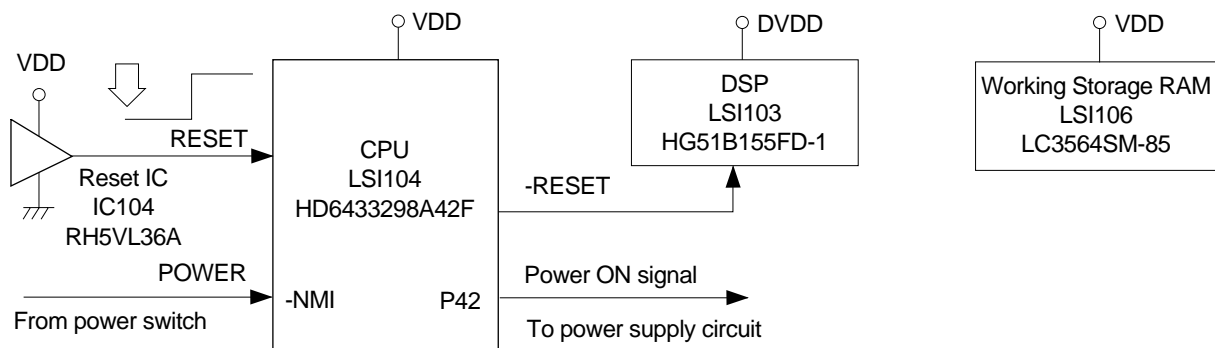 VDD
DVDD
VDD
VDD
DSP
LSI103
HG51B155FD-1
Working Storage RAM
LSI106
LC3564SM-85
RESET
CPU
LSI104
HD6433298A42F
Reset IC
IC104
RH5VL36A
-RESET
POWER
-NMI
P42
Power ON signal
From power switch
To power supply circuit